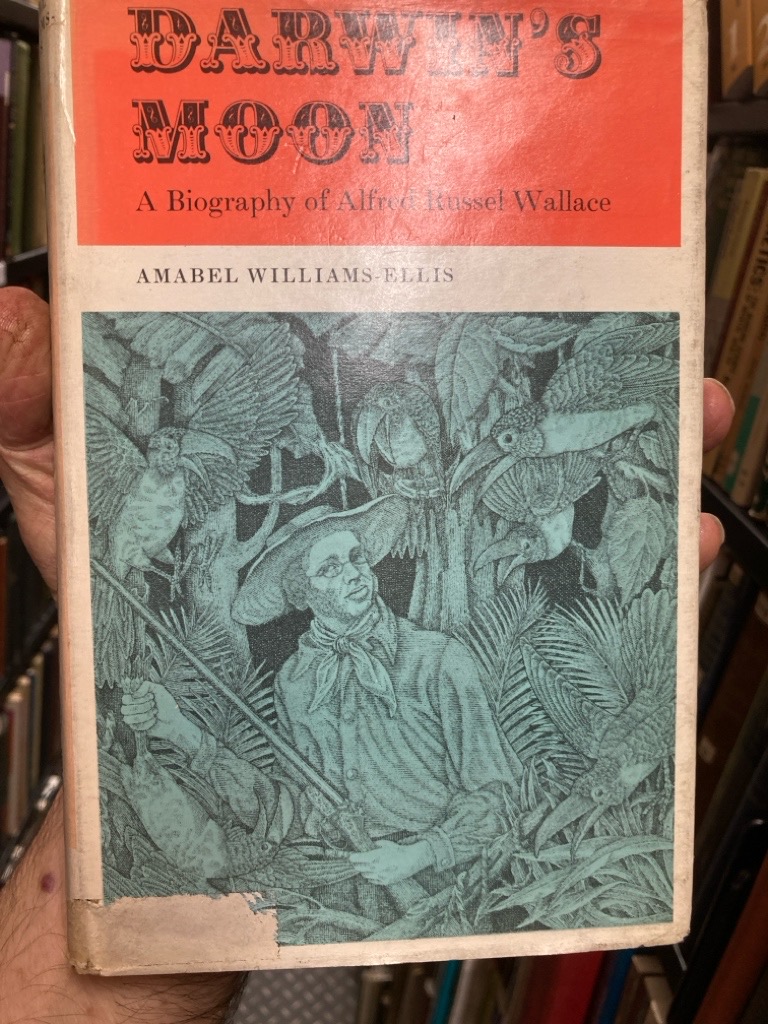 DARWIN'S
MOON
A Biography of Alfred Russel Wallace
AMABEL WILLIAMS-ELLIS